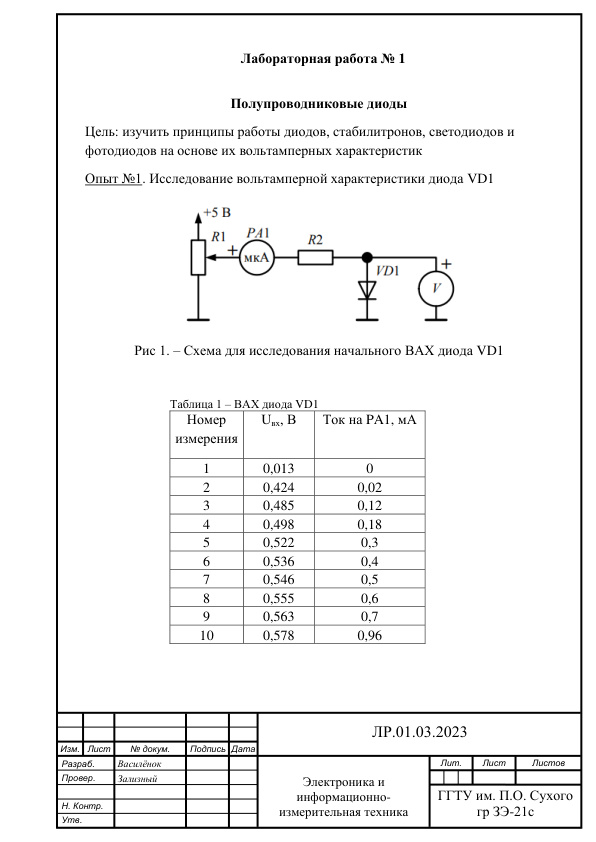 Лабораторная работа № 1
Полупроводниковые диоды
Цель: изучить принципы работы диодов, стабилитронов, светодиодов и
фотодиодов на основе их вольтамперных характеристик
Опыт №1. Исследование вольтамперной характеристики диода VD1
+5 В
R1
+
PA1
мкА
R2
VD1
+
V
Рис 1. – Схема для исследования начального ВАХ диода VD1
Таблица 1 – ВАХ диода VD1
Номер измерения Uвх, В Ток на PA1, мА
1 0,013 0
2 0,424 0,02
3 0,485 0,12
4 0,498 0,18
5 0,522 0,3
6 0,536 0,4
7 0,546 0,5
8 0,555 0,6
9 0,563 0,7
10 0,578 0,96
ЛР.01.03.2023
Изм. Лист № докум. Подпись Дата
Разраб. Василёнок
Провер. Зализный
Н. Контр.
Утв.
Электроника и
информационно-
измерительная техника
Лит. Лист Листов
ГГТУ им. П.О. Сухого
гр ЗЭ-21с